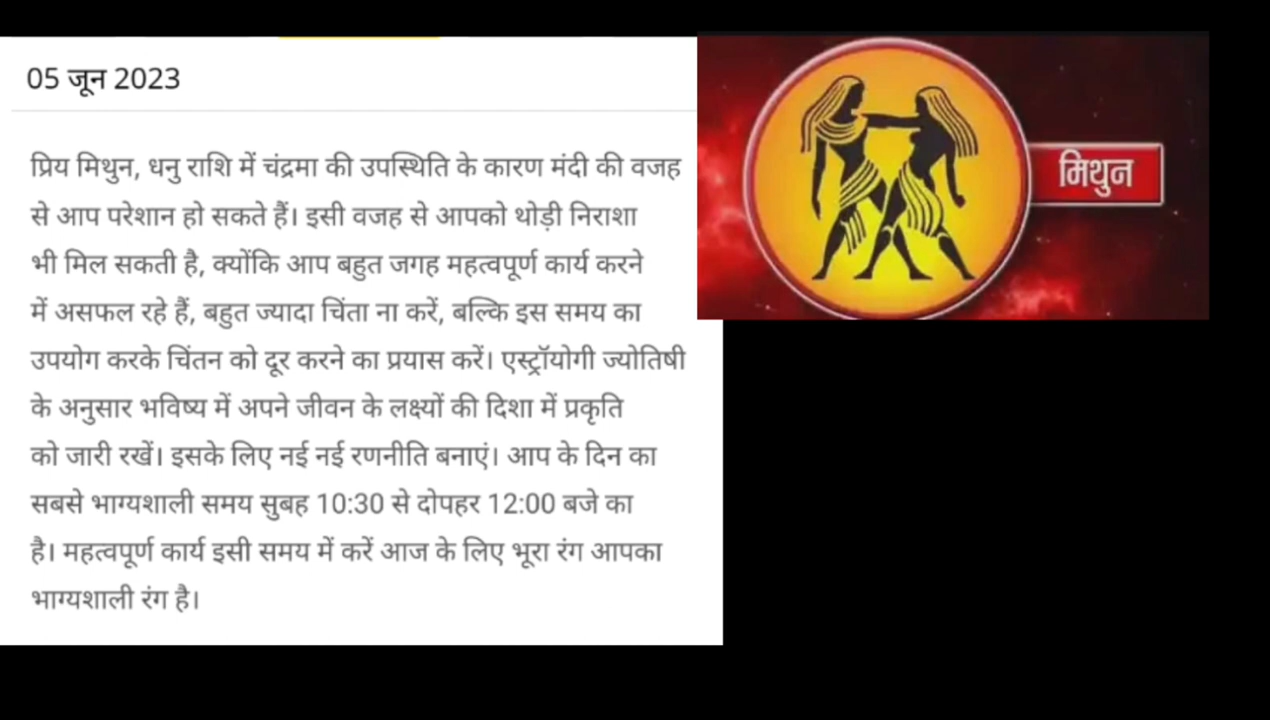 05 जून 2023
प्रिय मिथुन, धनु राशि में चंद्रमा की उपस्थिति के कारण मंदी की वजह
से आप परेशान हो सकते हैं। इसी वजह से आपको थोड़ी निराशा
भी मिल सकती है, क्योंकि आप बहुत जगह महत्वपूर्ण कार्य करने
में असफल रहे हैं, बहुत ज्यादा चिंता ना करें, बल्कि इस समय का
उपयोग करके चिंतन को दूर करने का प्रयास करें। एस्ट्रॉयोगी ज्योतिषी
के अनुसार भविष्य में अपने जीवन के लक्ष्यों की दिशा में प्रकृति
को जारी रखें। इसके लिए नई नई रणनीति बनाएं। आप के दिन का
सबसे भाग्यशाली समय सुबह 10:30 से दोपहर 12:00 बजे का
है। महत्वपूर्ण कार्य इसी समय में करें आज के लिए भूरा रंग आपका
भाग्यशाली रंग है।
मिथुन